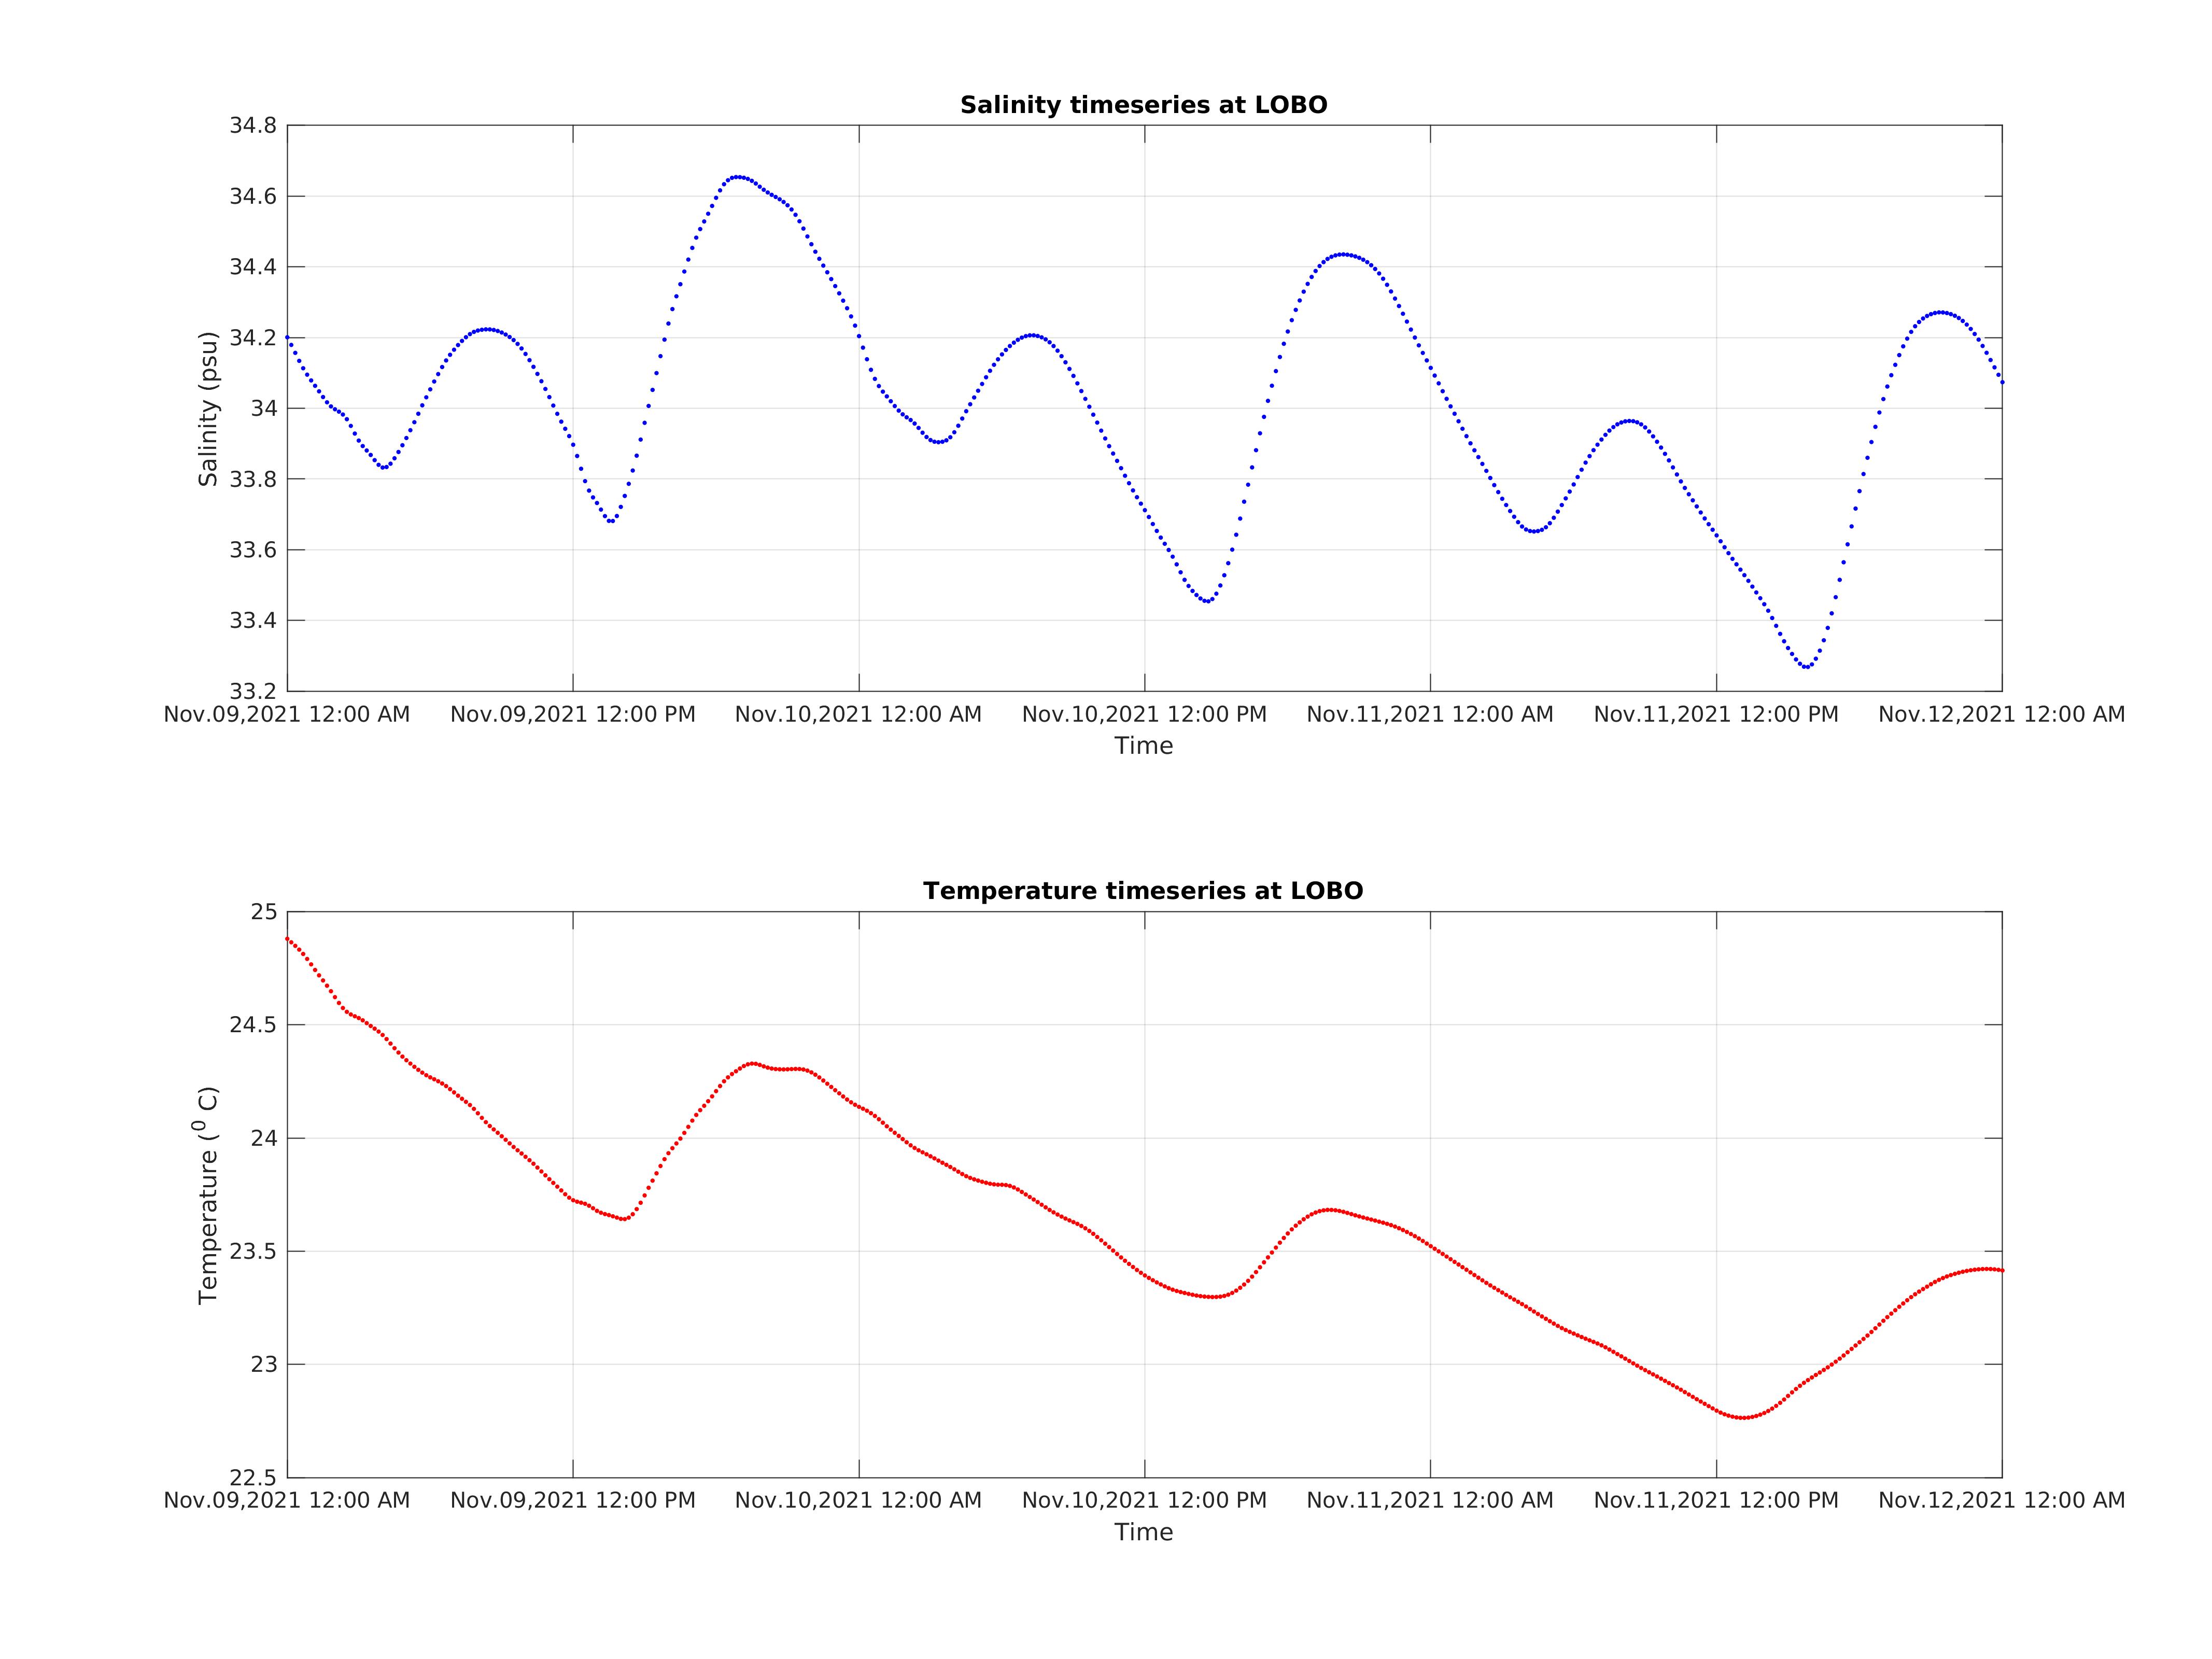 Salinity timeseries at LOBO
34.8
34.6
34.4
34.2
34
33.8
33.6
33.4
33.2
Salinity (psu)
Nov.09,2021 12:00 AM Nov.09,2021 12:00 PM Nov.10,2021 12:00 AM Nov.10,2021 12:00 PM Nov.11,2021 12:00 AM Nov.11,2021 12:00 PM Nov.12,2021 12:00 AM
Time
Temperature timeseries at LOBO
25
24.5
24
23.5
23
22.5
Temperature (⁰ C)
Nov.09,2021 12:00 AM Nov.09,2021 12:00 PM Nov.10,2021 12:00 AM Nov.10,2021 12:00 PM Nov.11,2021 12:00 AM Nov.11,2021 12:00 PM Nov.12,2021 12:00 AM
Time